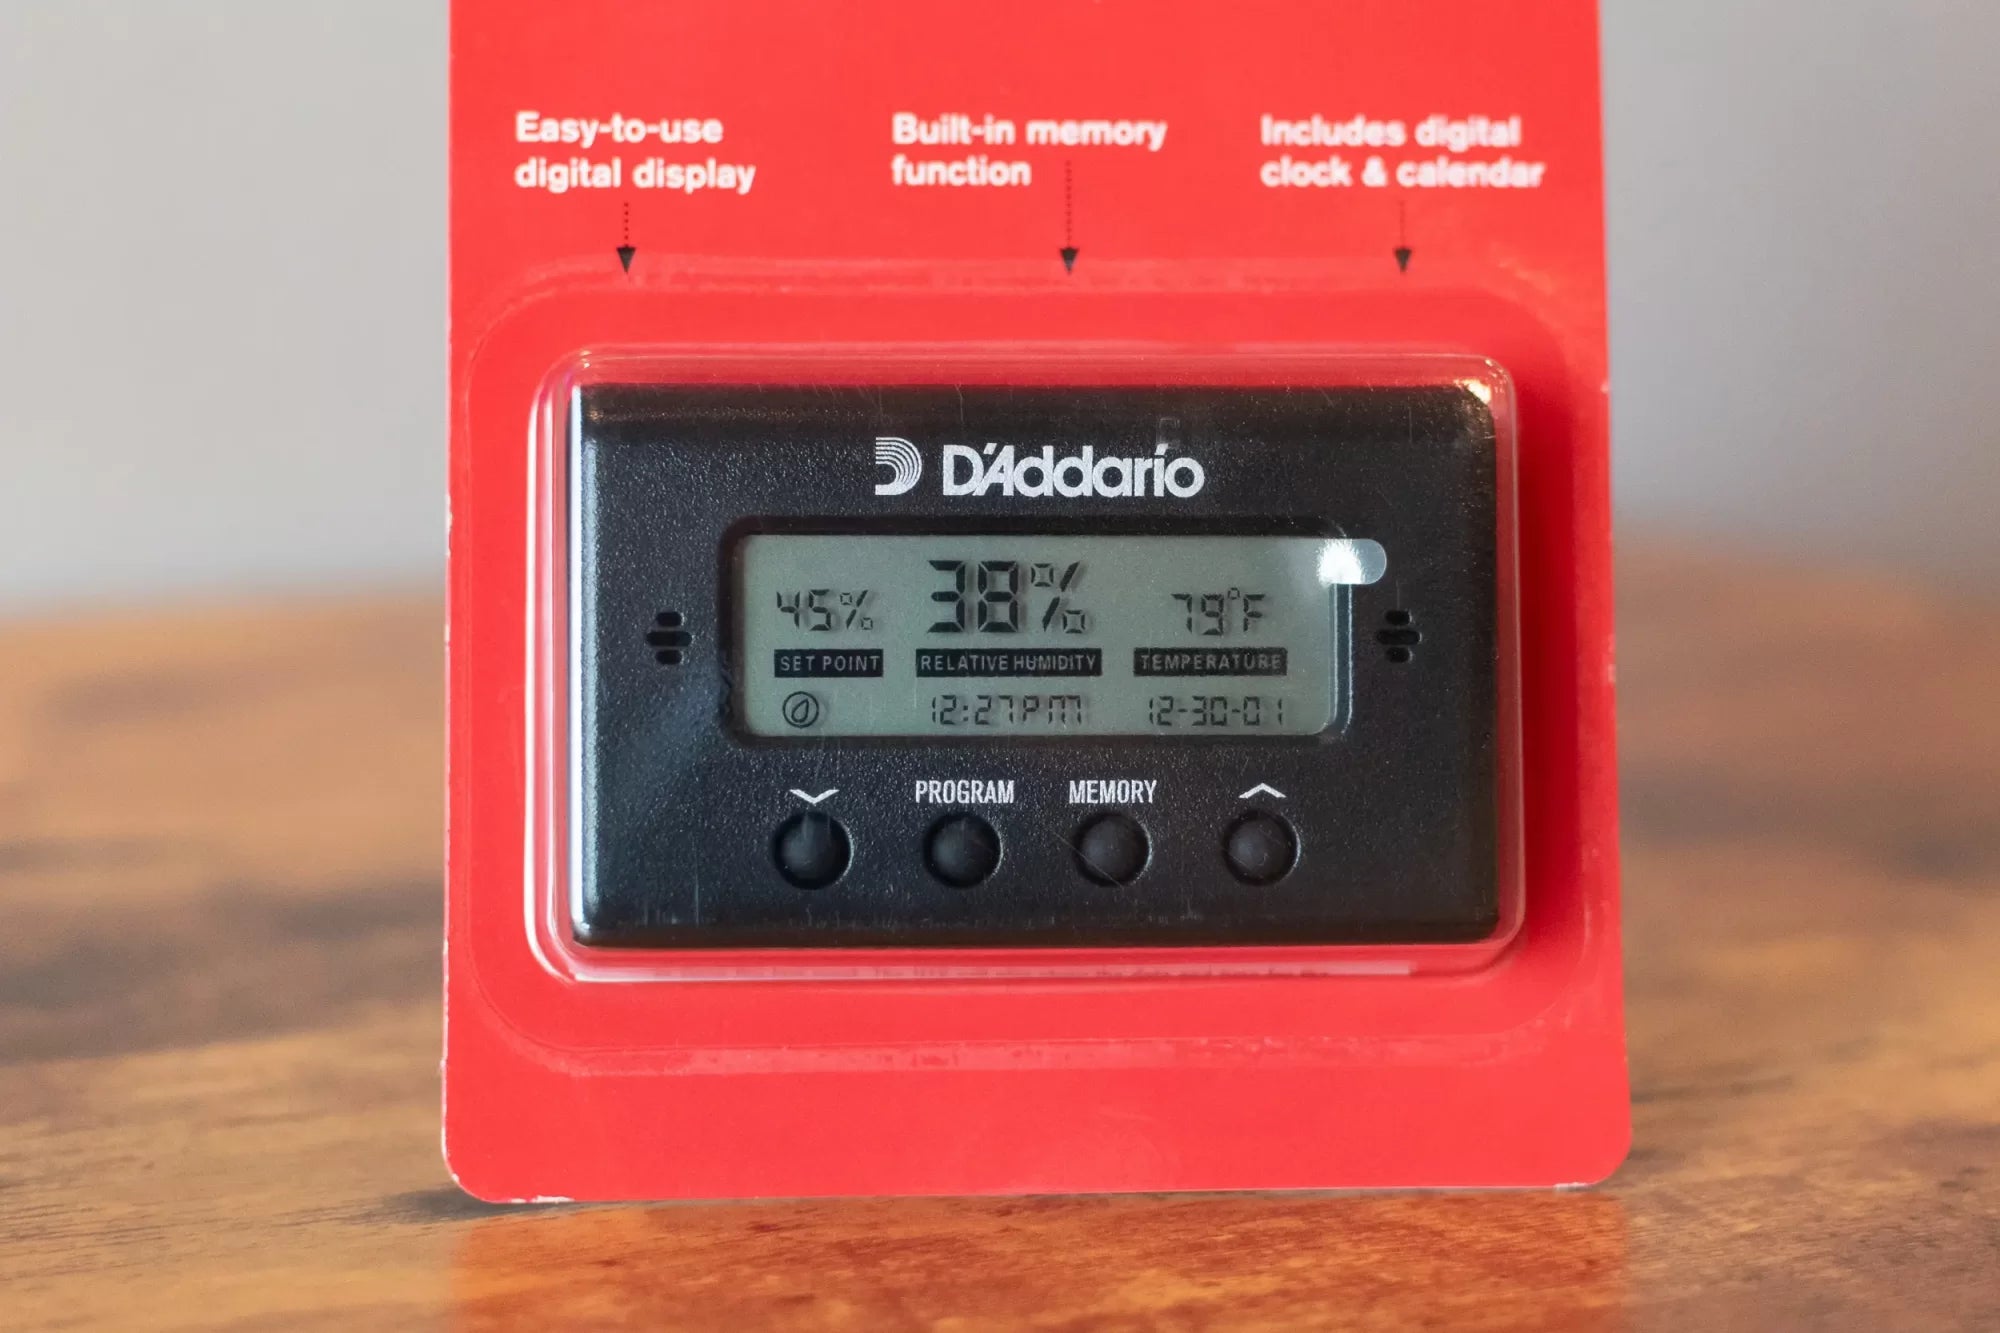 Easy-to-use
digital display
Built-in memory
function
Includes digital
clock & calendar
D'Addario
45% 38% 79°F
SET POINT RELATIVE HUMIDITY TEMPERATURE
12:27PM 12-30-01
PROGRAM MEMORY